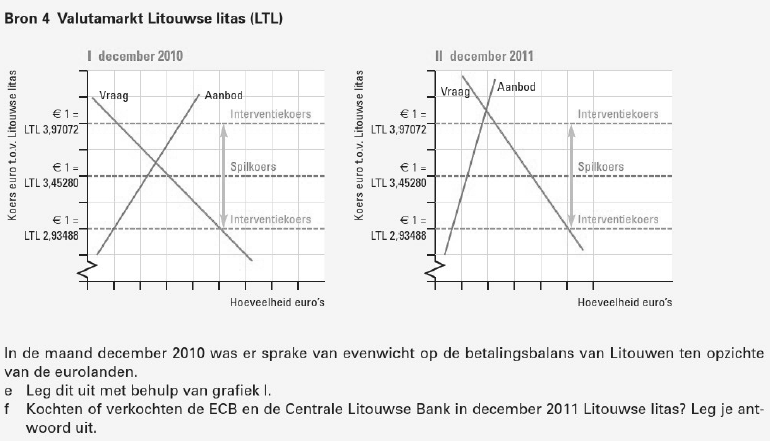 Bron 4 Valutamarkt Litouwse litas (LTL)
I december 2010
Koers euro t.o.v. Litouwse litas
Vraag
Aanbod
€ 1 =
LTL 3,97072
Interventiekoers
€ 1 =
LTL 3,45280
Spilkoers
€ 1 =
LTL 2,93488
Interventiekoers
Hoeveelheid euro's
II december 2011
Koers euro t.o.v. Litouwse litas
Vraag
Aanbod
€ 1 =
LTL 3,97072
Interventiekoers
€ 1 =
LTL 3,45280
Spilkoers
€ 1 =
LTL 2,93488
Interventiekoers
Hoeveelheid euro's
In de maand december 2010 was er sprake van evenwicht op de betalingsbalans van Litouwen ten opzichte
van de eurolanden.
e Leg dit uit met behulp van grafiek I.
f Kochten of verkochten de ECB en de Centrale Litouwse Bank in december 2011 Litouwse litas? Leg je ant-
woord uit.